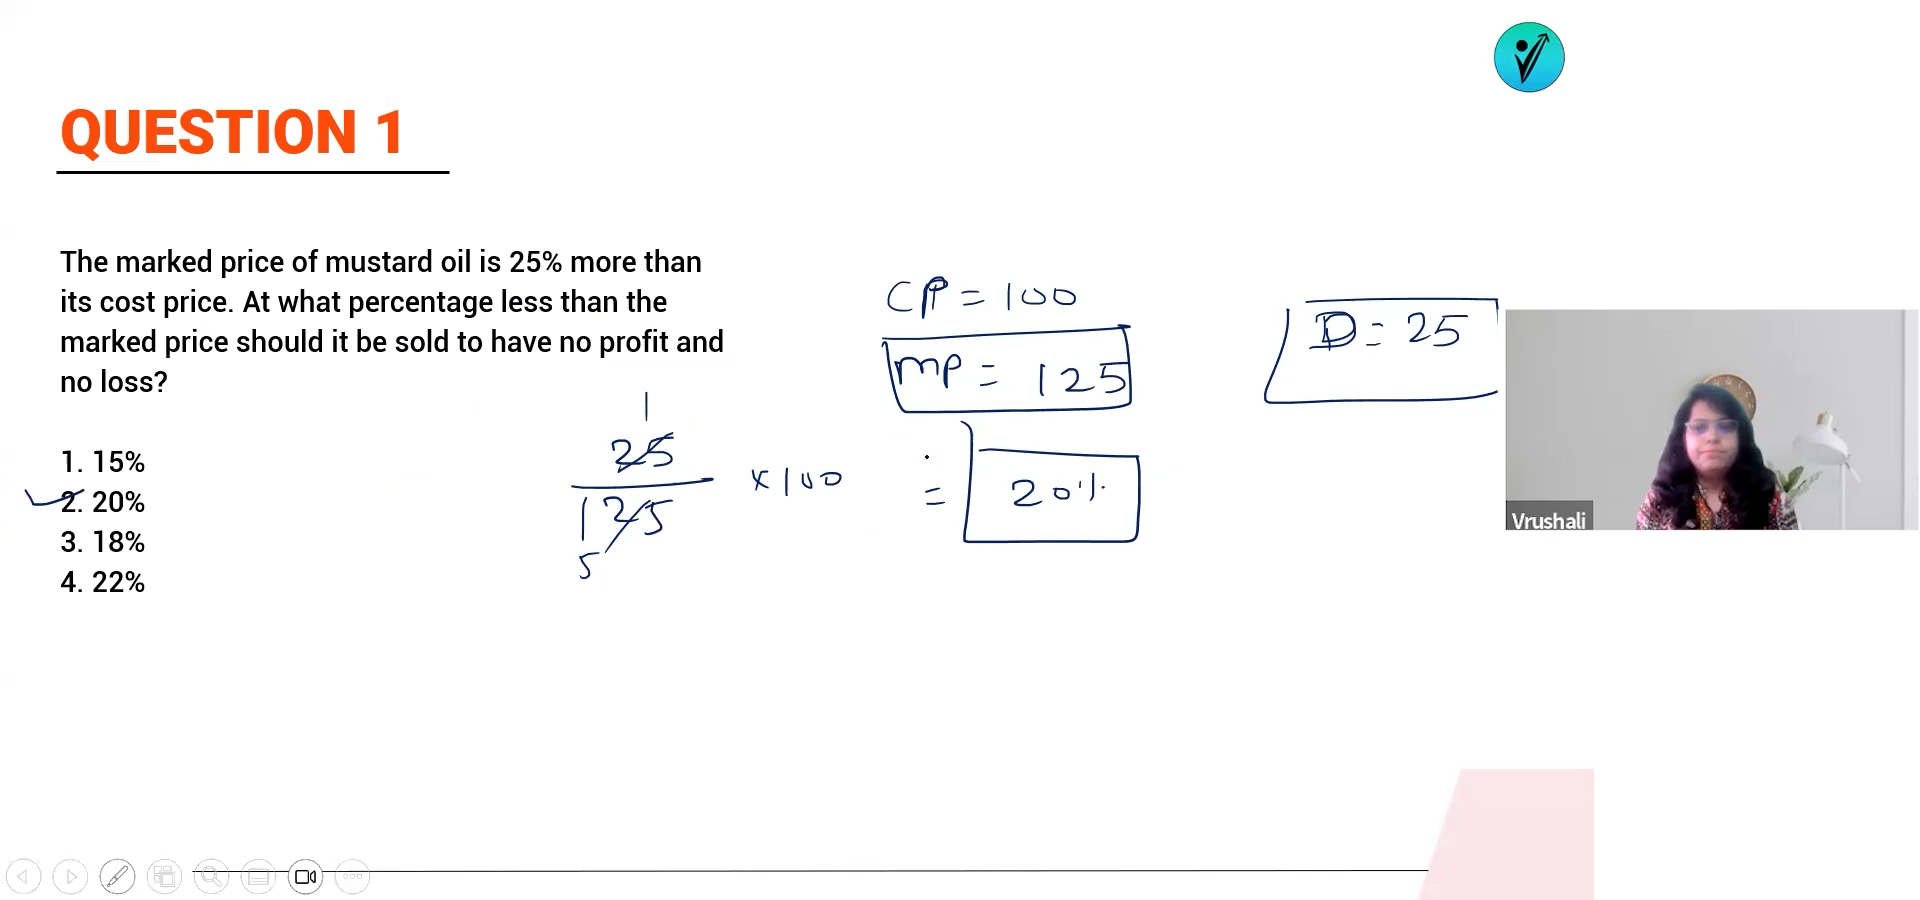 QUESTION 1
The marked price of mustard oil is 25% more than
its cost price. At what percentage less than the
marked price should it be sold to have no profit and
no loss?
1. 15%
2. 20%
3. 18%
4. 22%
CP = 100
MP = 125
D = 25
1
25
125
5
x 100
= 20%
Vrushali